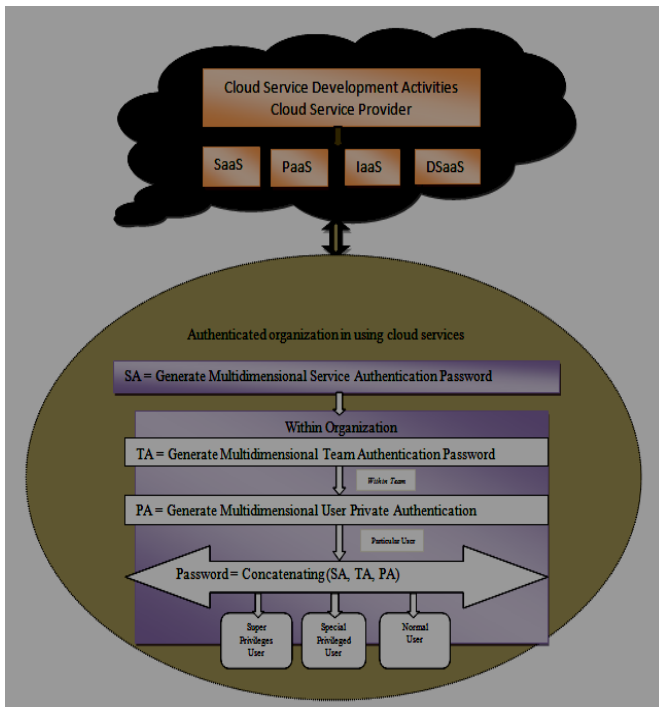 Cloud Service Development Activities
Cloud Service Provider
SaaS PaaS IaaS DSaaS
Authenticated organization in using cloud services
SA = Generate Multidimensional Service Authentication Password
Within Organization
TA = Generate Multidimensional Team Authentication Password
Within Team
PA = Generate Multidimensional User Private Authentication
Particular User
Password = Concatenating (SA, TA, PA)
Super
Privileges
User
Special
Privileged
User
Normal
User